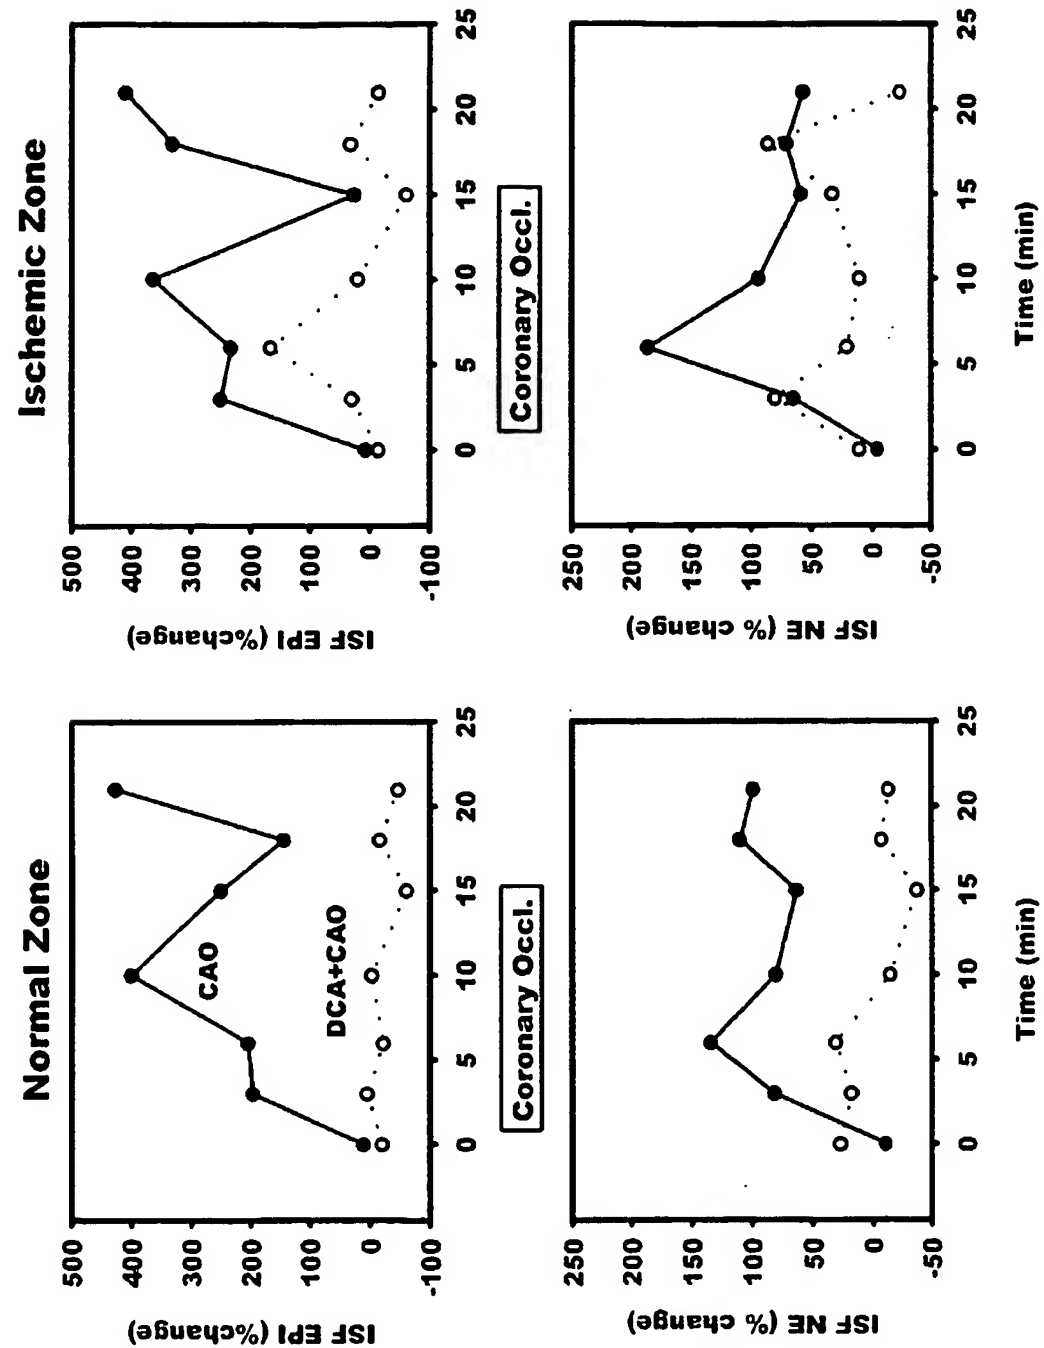 Normal Zone
Ischemic Zone
ISF EPI (%change)
500
400
300
200
100
0
-100
CAO
DCA+CAO
0 5 10 15 20 25
ISF EPI (%change)
500
400
300
200
100
0
-100
0 5 10 15 20 25
Coronary Occl.
Coronary Occl.
ISF NE (% change)
250
200
150
100
50
0
-50
0 5 10 15 20 25
Time (min)
ISF NE (% change)
250
200
150
100
50
0
-50
0 5 10 15 20 25
Time (min)